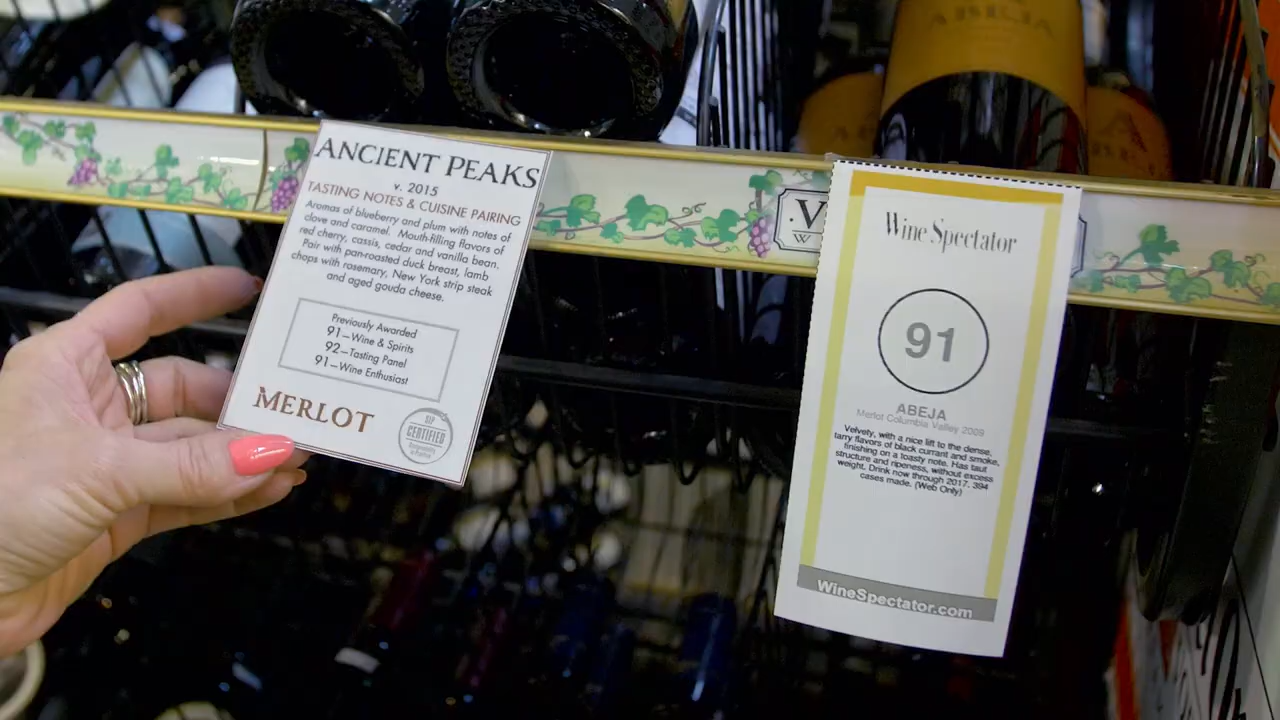 ABEJA
ANCIENT PEAKS
v. 2015
TASTING NOTES & CUISINE PAIRING
Aromas of blueberry and plum with notes of
clove and caramel. Mouth-filling flavors of
red cherry, cassis, cedar and vanilla bean.
Pair with pan-roasted duck breast, lamb
chops with rosemary, New York strip steak
and aged gouda cheese.
Previously Awarded
91—Wine & Spirits
92—Tasting Panel
91—Wine Enthusiast
MERLOT
SIP
CERTIFIED
·V
W
Wine Spectator
91
ABEJA
Merlot Columbia Valley 2009
Velvety, with a nice lift to the dense,
tarry flavors of black currant and smoke,
finishing on a toasty note. Has taut
structure and ripeness, without excess
weight. Drink now through 2017. 394
cases made. (Web Only)
WineSpectator.com